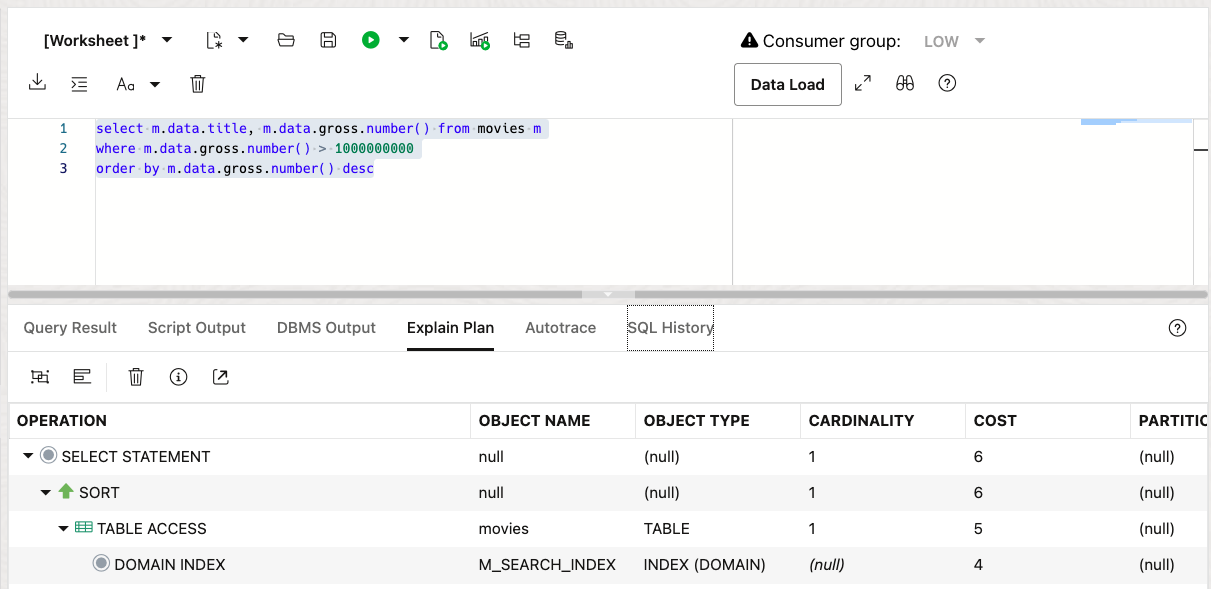 [Worksheet ]*
Consumer group: LOW
Aa
Data Load
1 select m.data.title, m.data.gross.number() from movies m
2 where m.data.gross.number() > 1000000000
3 order by m.data.gross.number() desc
Query Result Script Output DBMS Output Explain Plan Autotrace SQL History
OPERATION OBJECT NAME OBJECT TYPE CARDINALITY COST PARTITIC
SELECT STATEMENT null (null) 1 6 (null)
SORT null (null) 1 6 (null)
TABLE ACCESS movies TABLE 1 5 (null)
DOMAIN INDEX M_SEARCH_INDEX INDEX (DOMAIN) (null) 4 (null)